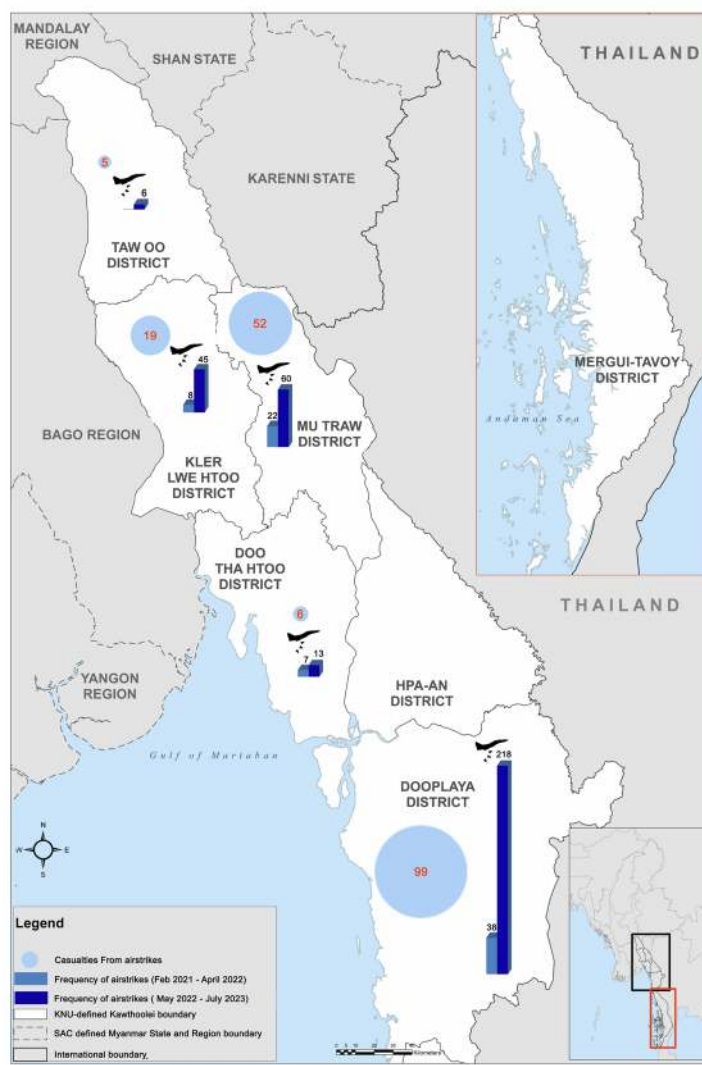 MANDALAY
REGION
SHAN STATE
THAILAND
KARENNI STATE
5
6
TAW OO
DISTRICT
52
19
45
8
60
22
MU TRAW
DISTRICT
MERGUI-TAVOY
DISTRICT
Andaman Sea
BAGO REGION
KLER
LWE HTOO
DISTRICT
DOO
THA HTOO
DISTRICT
THAILAND
6
7
13
YANGON
REGION
HPA-AN
DISTRICT
Gulf of Martaban
218
DOOPLAYA
DISTRICT
99
38
N
W
E
S
Legend
Casualties From airstrikes
Frequency of airstrikes (Feb 2021 - April 2022)
Frequency of airstrikes ( May 2022 - July 2023)
KNU-defined Kawthoolei boundary
SAC defined Myanmar State and Region boundary
International boundary
Kilometers